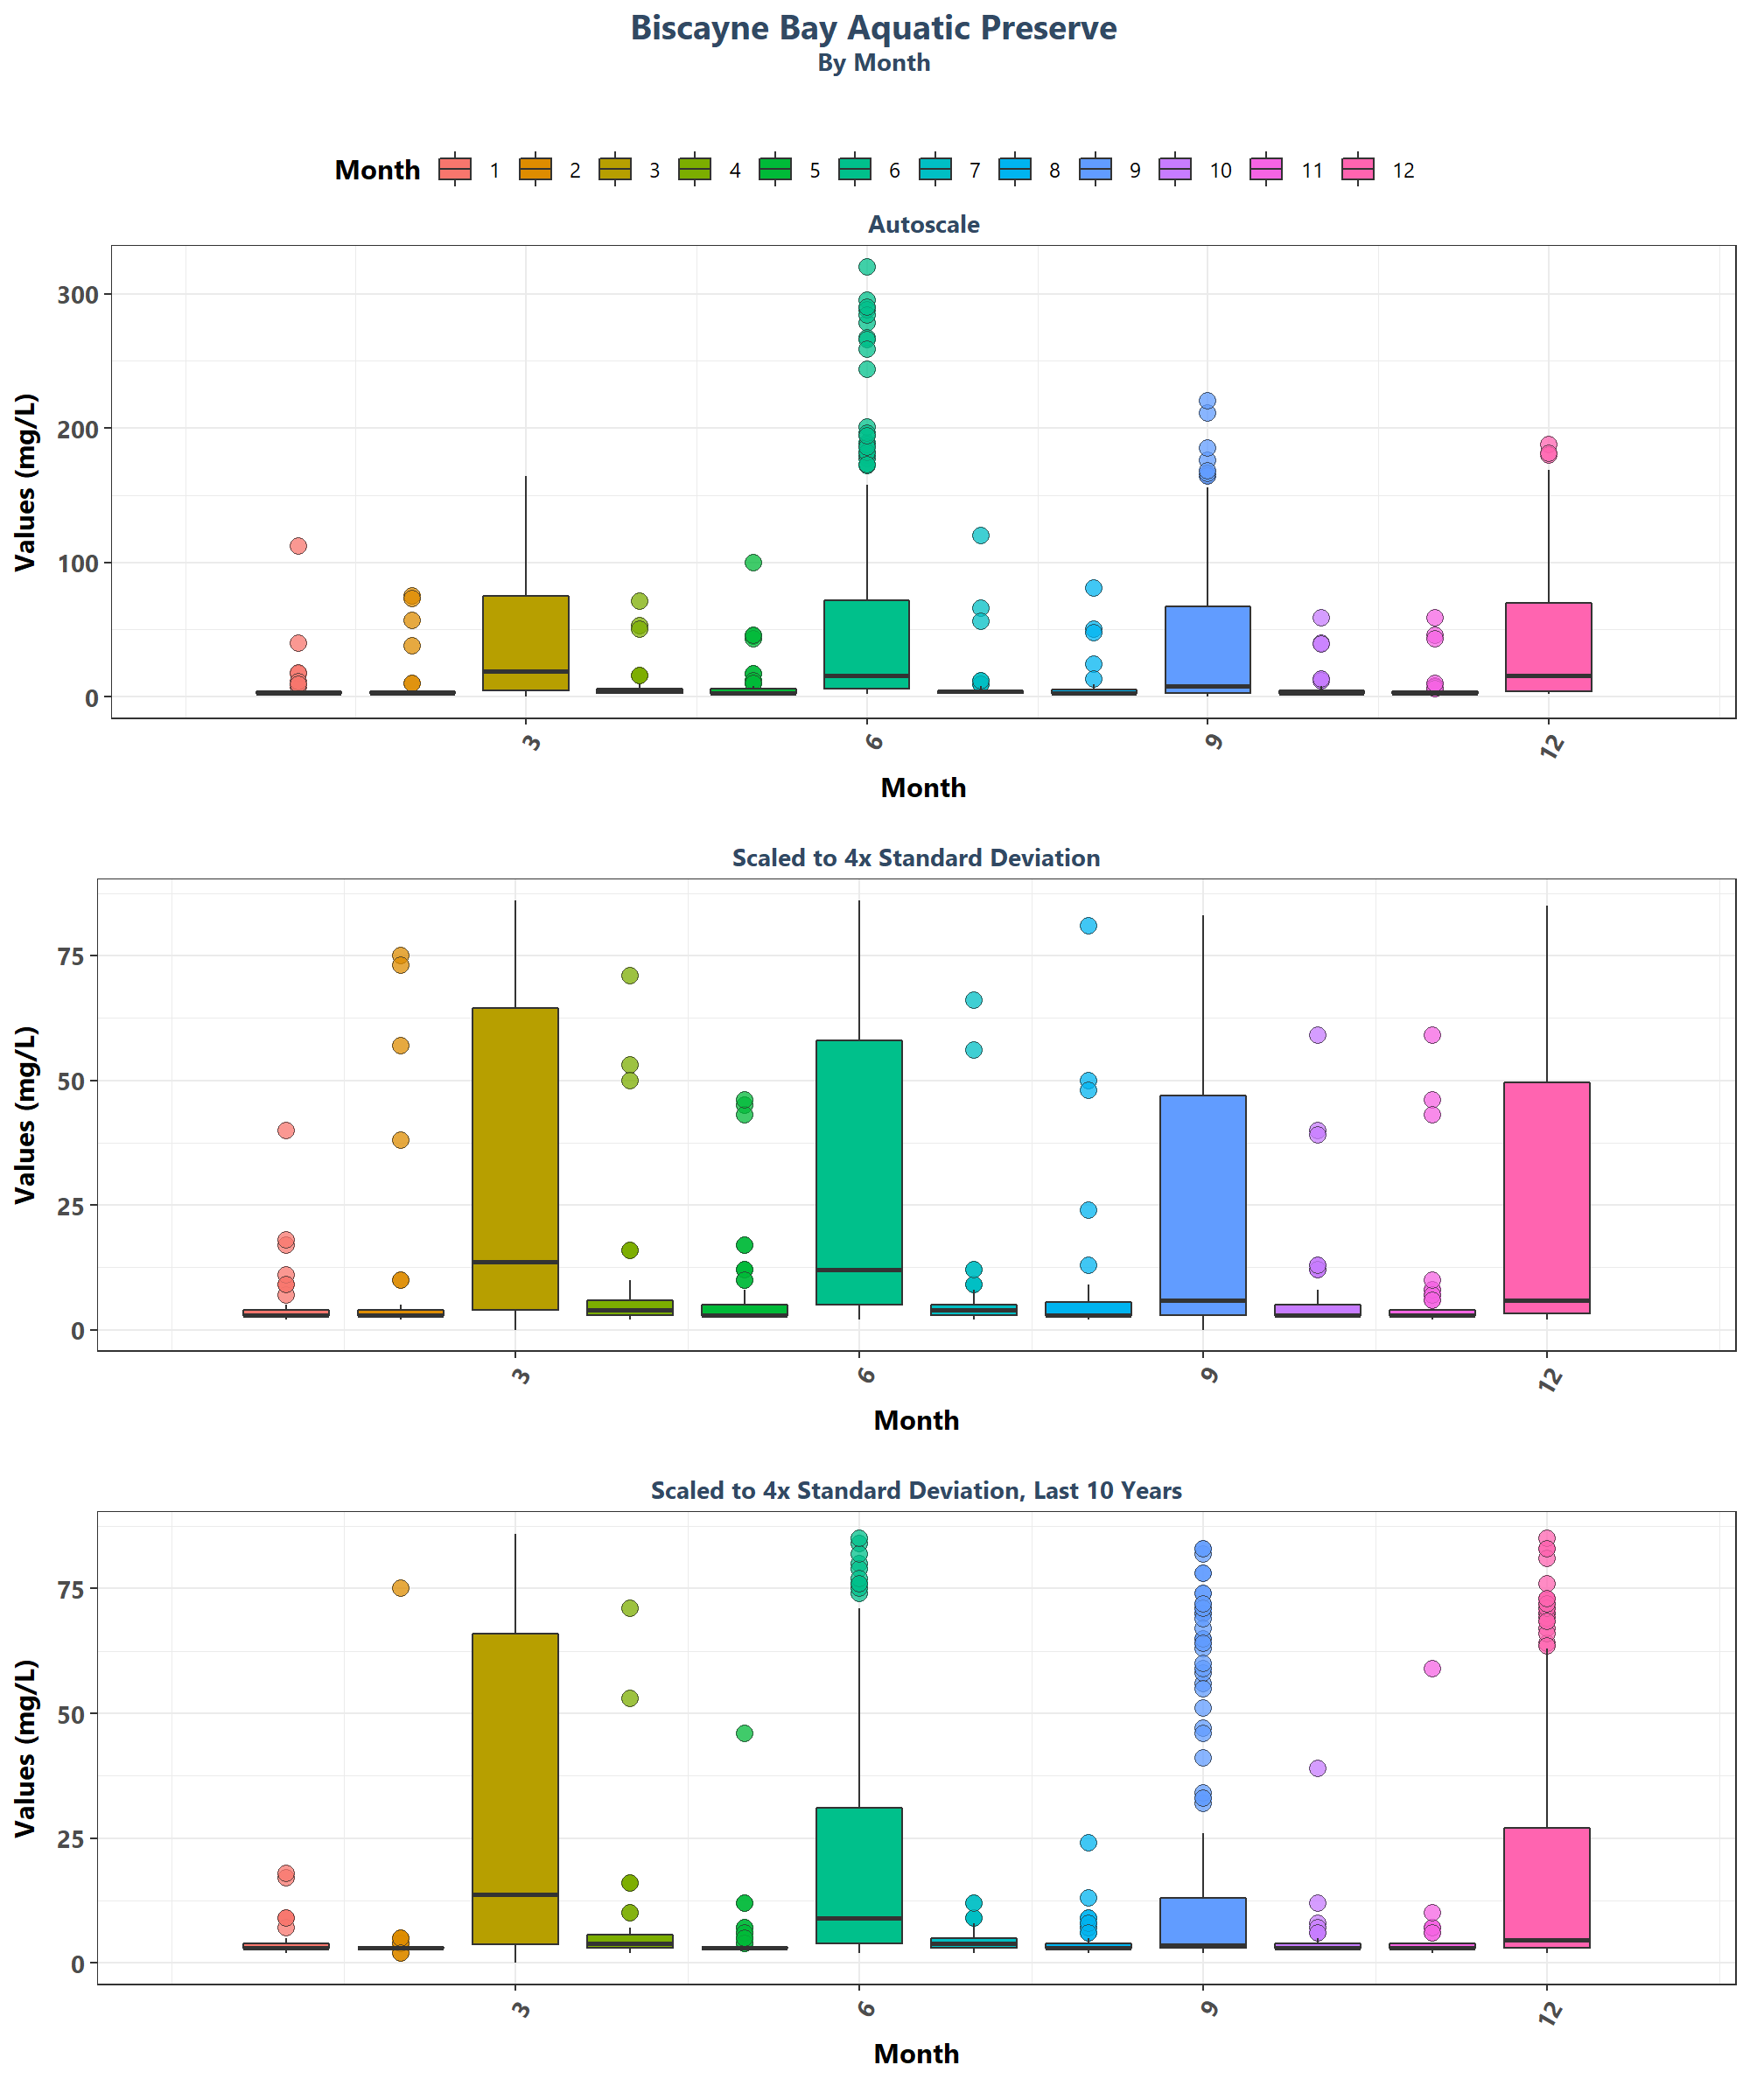 Biscayne Bay Aquatic Preserve
By Month
Month 1 2 3 4 5 6 7 8 9 10 11 12
Autoscale
Values (mg/L)
300
200
100
0
3 6 9 12
Month
Scaled to 4x Standard Deviation
Values (mg/L)
75
50
25
0
3 6 9 12
Month
Scaled to 4x Standard Deviation, Last 10 Years
Values (mg/L)
75
50
25
0
3 6 9 12
Month